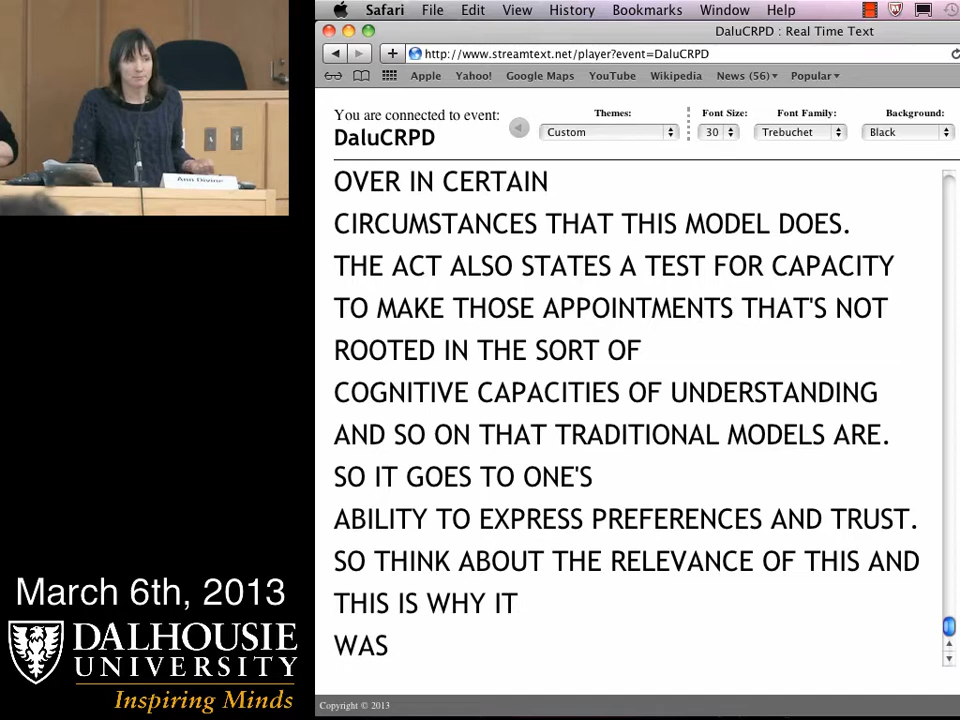 Safari File Edit View History Bookmarks Window Help
DaluCRPD : Real Time Text
http://www.streamtext.net/player?event=DaluCRPD
Apple Yahoo! Google Maps YouTube Wikipedia News (56) Popular
You are connected to event:
DaluCRPD
Themes: Font Size: Font Family: Background:
Custom 30 Trebuchet Black
OVER IN CERTAIN
CIRCUMSTANCES THAT THIS MODEL DOES.
THE ACT ALSO STATES A TEST FOR CAPACITY
TO MAKE THOSE APPOINTMENTS THAT'S NOT
ROOTED IN THE SORT OF
COGNITIVE CAPACITIES OF UNDERSTANDING
AND SO ON THAT TRADITIONAL MODELS ARE.
SO IT GOES TO ONE'S
ABILITY TO EXPRESS PREFERENCES AND TRUST.
SO THINK ABOUT THE RELEVANCE OF THIS AND
THIS IS WHY IT
WAS
Copyright © 2013
Ann Divine
March 6th, 2013
DALHOUSIE
UNIVERSITY
Inspiring Minds